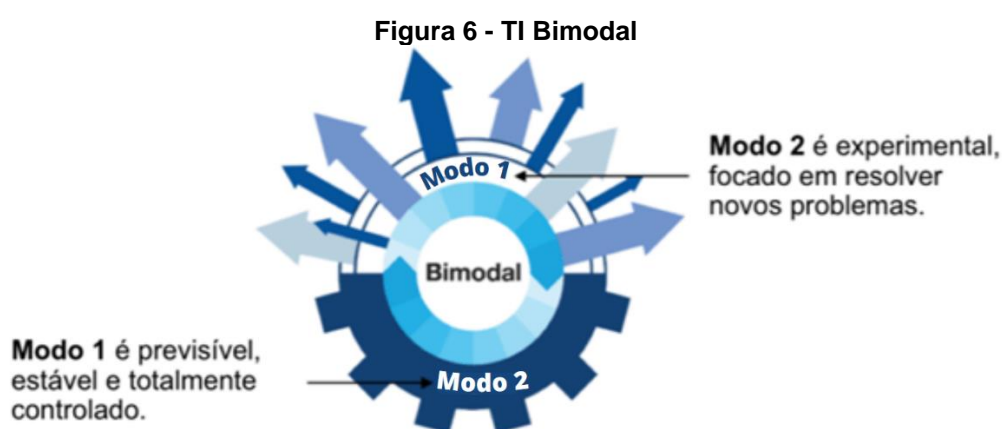 Figura 6 - TI Bimodal
Modo 1
Modo 2 é experimental,
focado em resolver
novos problemas.
Bimodal
Modo 1 é previsível,
estável e totalmente
controlado.
Modo 2